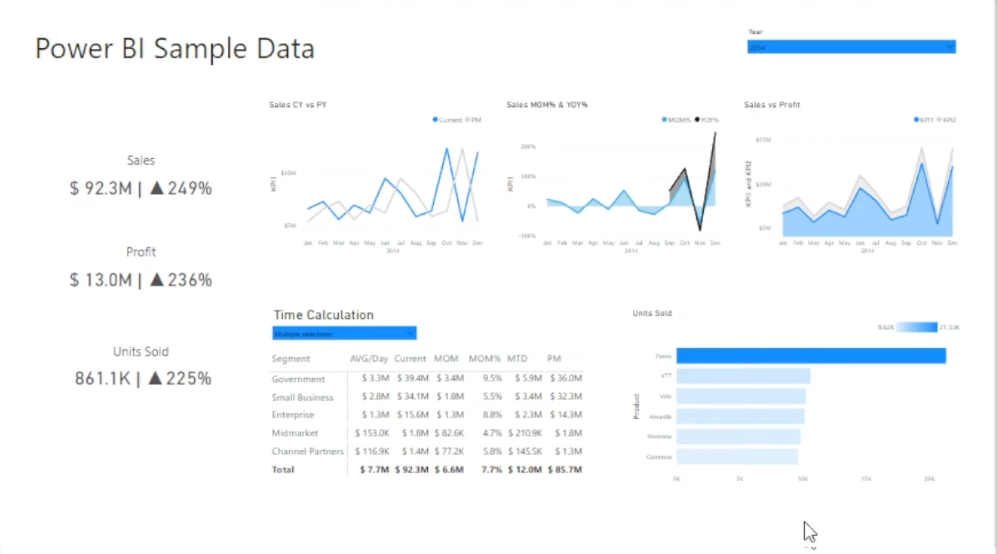 Power BI Sample Data
Year
2014
Sales
$ 92.3M | ▲249%
Profit
$ 13.0M | ▲236%
Units Sold
861.1K | ▲225%
Sales CY vs PY
Current PM
KPI1
$10M
$5M
Jan Feb Mar Apr May Jun Jul Aug Sep Oct Nov Dec
2014
Sales MOM% & YOY%
MOM% YOY%
KPI1
200%
100%
0%
-100%
Jan Feb Mar Apr May Jun Jul Aug Sep Oct Nov Dec
2014
Sales vs Profit
KPI1 KPI2
KPI1 and KPI2
$15M
$10M
$5M
Jan Feb Mar Apr May Jun Jul Aug Sep Oct Nov Dec
2014
Time Calculation
Multiple selections
Segment AVG/Day Current MOM MOM% MTD PM
Government $ 3.3M $ 39.4M $ 3.4M 9.5% $ 5.9M $ 36.0M
Small Business $ 2.8M $ 34.1M $ 1.8M 5.5% $ 3.4M $ 32.3M
Enterprise $ 1.3M $ 15.6M $ 1.3M 8.8% $ 2.3M $ 14.3M
Midmarket $ 153.0K $ 1.8M $ 82.6K 4.7% $ 210.9K $ 1.8M
Channel Partners $ 116.9K $ 1.4M $ 77.2K 5.8% $ 145.5K $ 1.3M
Total $ 7.7M $ 92.3M $ 6.6M 7.7% $ 12.0M $ 85.7M
Units Sold
9.62K 21.33K
Product
Paseo
VTT
Velo
Amarilla
Montana
Carretera
0K 5K 10K 15K 20K